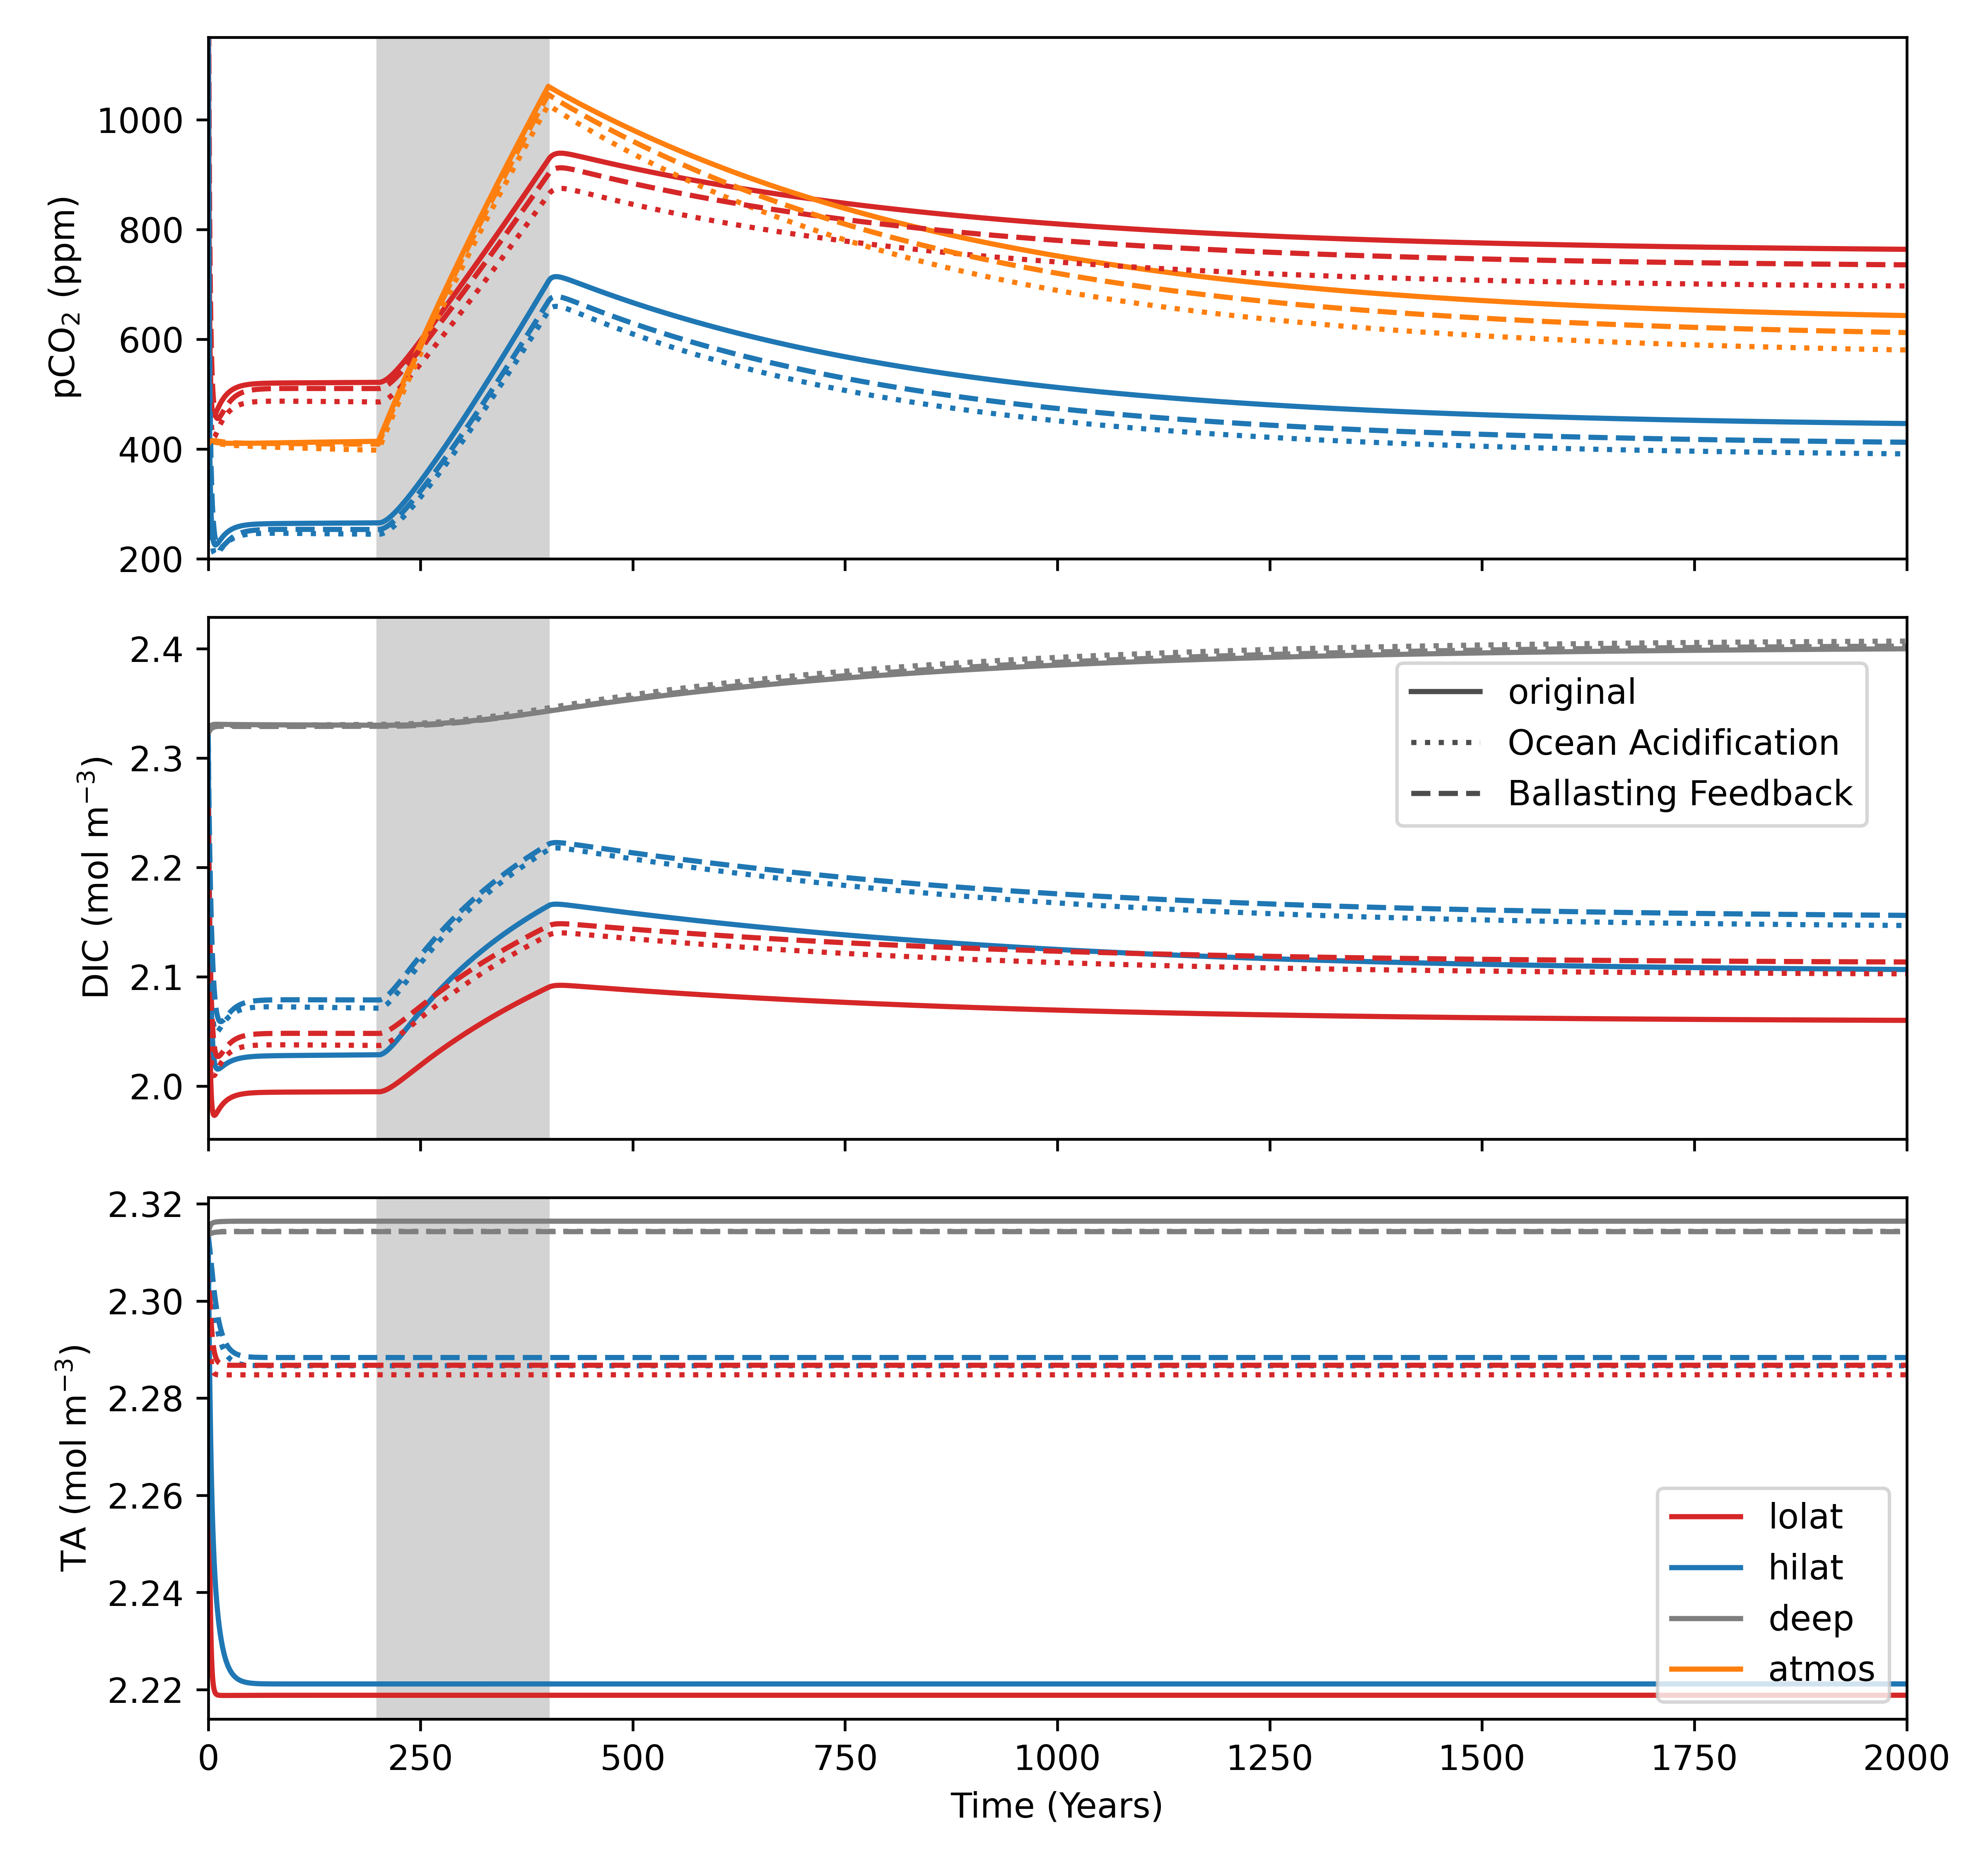 1000
800
600
400
200
pCO₂ (ppm)
2.4
2.3
2.2
2.1
2.0
DIC (mol m⁻³)
original
Ocean Acidification
Ballasting Feedback
2.32
2.30
2.28
2.26
2.24
2.22
TA (mol m⁻³)
lolat
hilat
deep
atmos
0 250 500 750 1000 1250 1500 1750 2000
Time (Years)